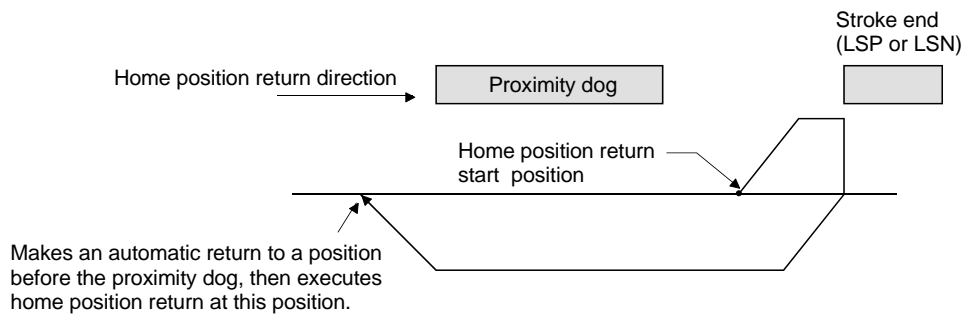 Stroke end
(LSP or LSN)
Home position return direction
Proximity dog
Home position return
start position
Makes an automatic return to a position
before the proximity dog, then executes
home position return at this position.